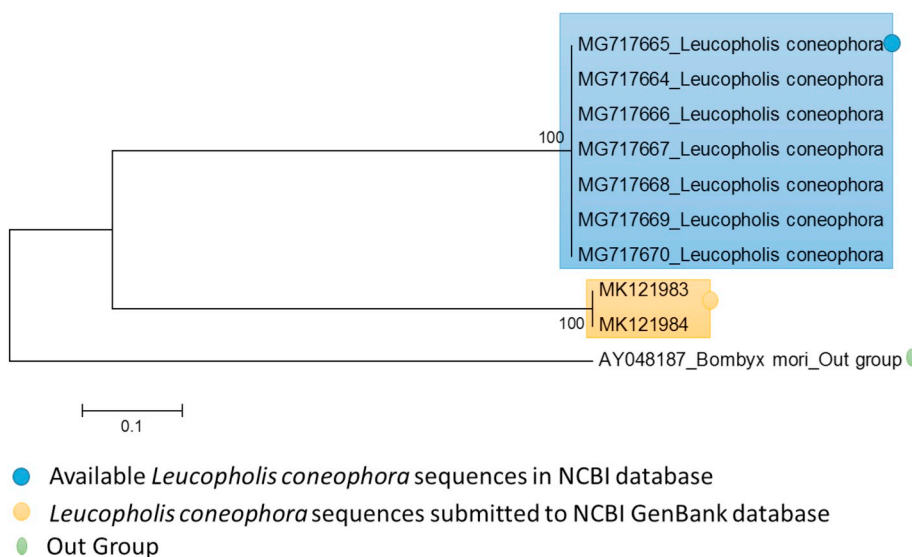 MG717665_Leucopholis coneophora
MG717664_Leucopholis coneophora
MG717666_Leucopholis coneophora
100
MG717667_Leucopholis coneophora
MG717668_Leucopholis coneophora
MG717669_Leucopholis coneophora
MG717670_Leucopholis coneophora
MK121983
100
MK121984
AY048187_Bombyx mori_Out group
0.1
Available Leucopholis coneophora sequences in NCBI database
Leucopholis coneophora sequences submitted to NCBI GenBank database
Out Group